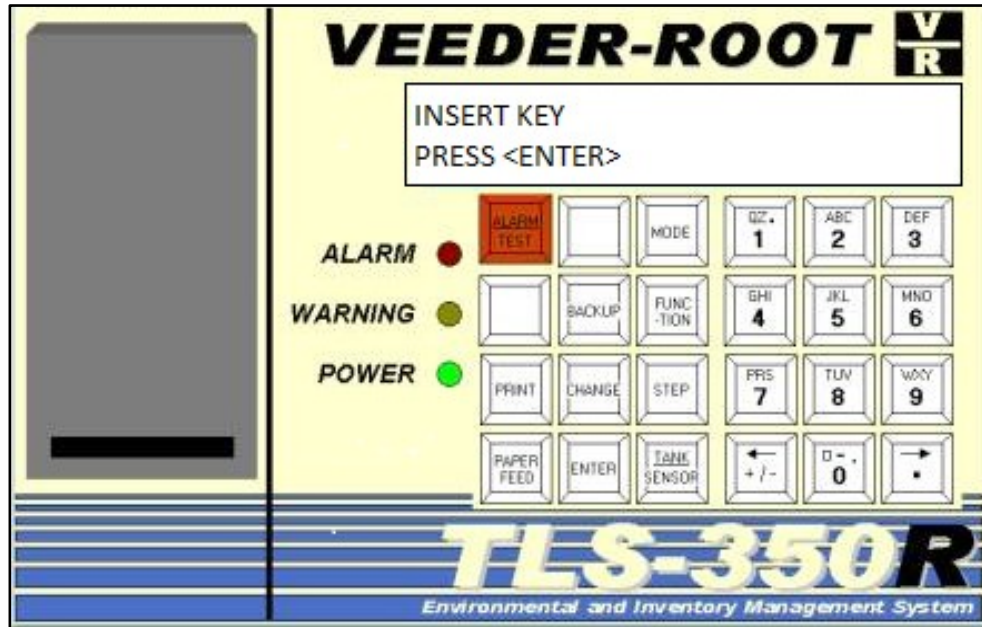 VEEDER-ROOT V R
INSERT KEY
PRESS <ENTER>
ALARM TEST
MODE
QZ. 1
ABC 2
DEF 3
ALARM
WARNING
BACKUP
FUNC -TION
GHI 4
JKL 5
MNO 6
POWER
PRINT
CHANGE
STEP
PRS 7
TUV 8
WXY 9
PAPER FEED
ENTER
TANK SENSOR
← +/-
0
→ .
TLS-350R
Environmental and Inventory Management System